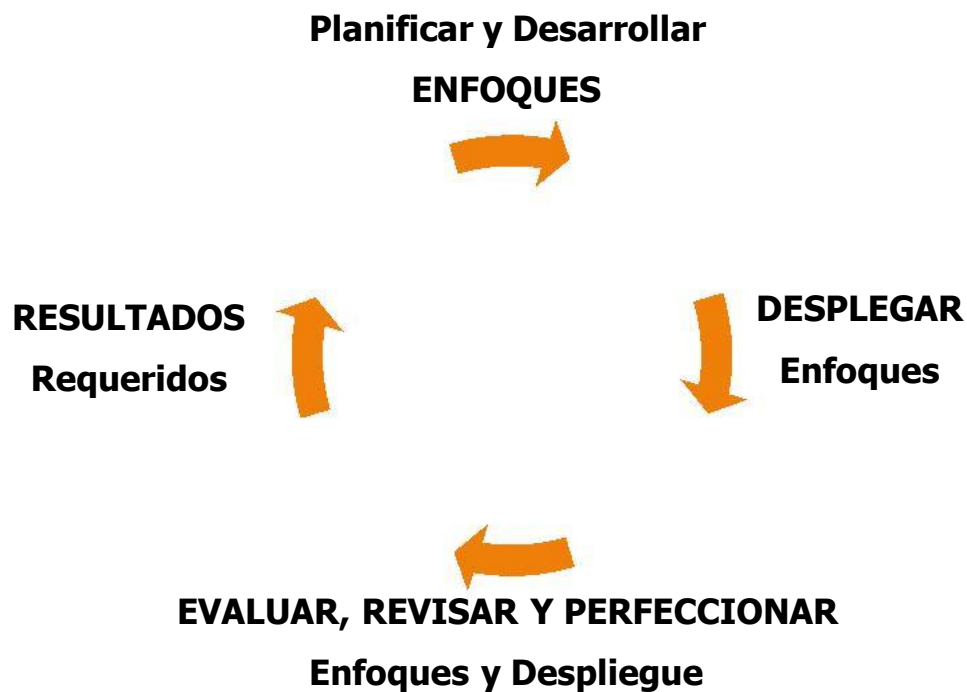 Planificar y Desarrollar
ENFOQUES
RESULTADOS
Requeridos
DESPLEGAR
Enfoques
EVALUAR, REVISAR Y PERFECCIONAR
Enfoques y Despliegue